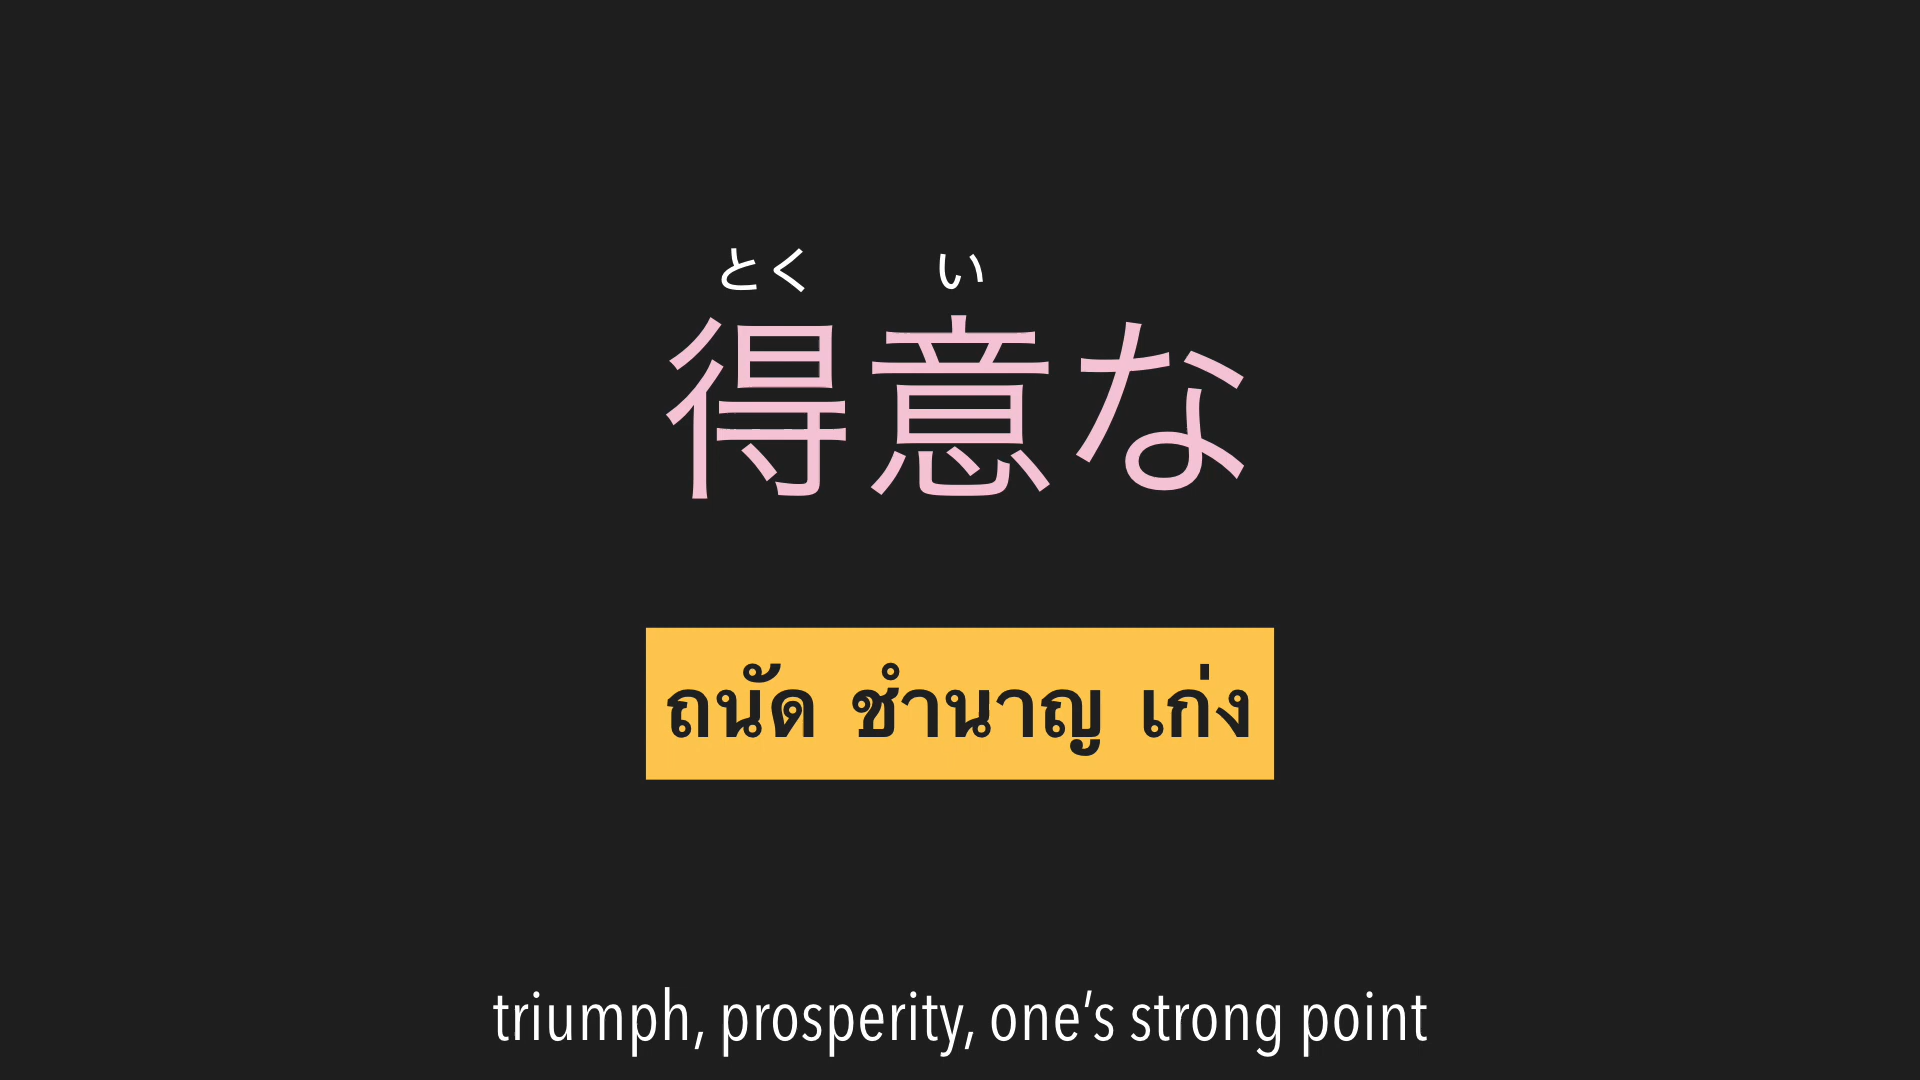 とく い
得意な
ถนัด ชำนาญ เก่ง
triumph, prosperity, one‘s strong point